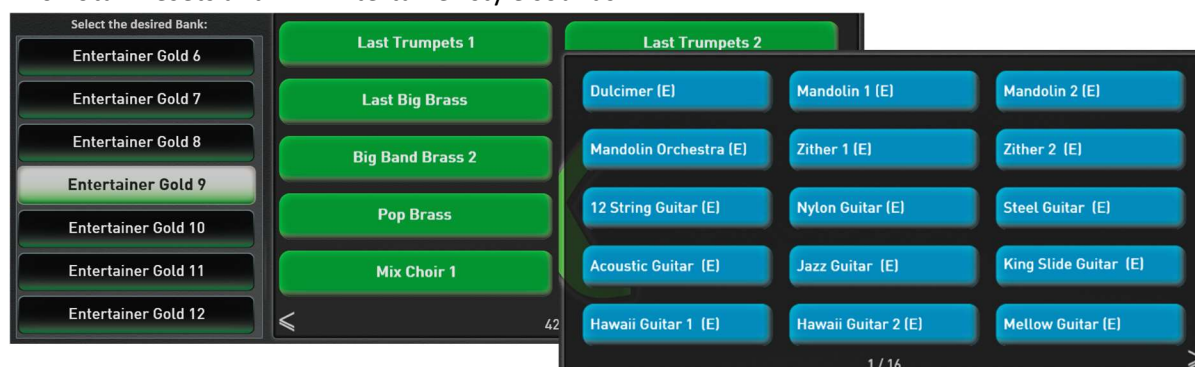 Select the desired Bank:
Entertainer Gold 6
Entertainer Gold 7
Entertainer Gold 8
Entertainer Gold 9
Entertainer Gold 10
Entertainer Gold 11
Entertainer Gold 12
Last Trumpets 1
Last Trumpets 2
Last Big Brass
Big Band Brass 2
Pop Brass
Mix Choir 1
42
Dulcimer (E)
Mandolin 1 (E)
Mandolin 2 (E)
Mandolin Orchestra (E)
Zither 1 (E)
Zither 2 (E)
12 String Guitar (E)
Nylon Guitar (E)
Steel Guitar (E)
Acoustic Guitar (E)
Jazz Guitar (E)
King Slide Guitar (E)
Hawaii Guitar 1 (E)
Hawaii Guitar 2 (E)
Mellow Guitar (E)
1 / 16